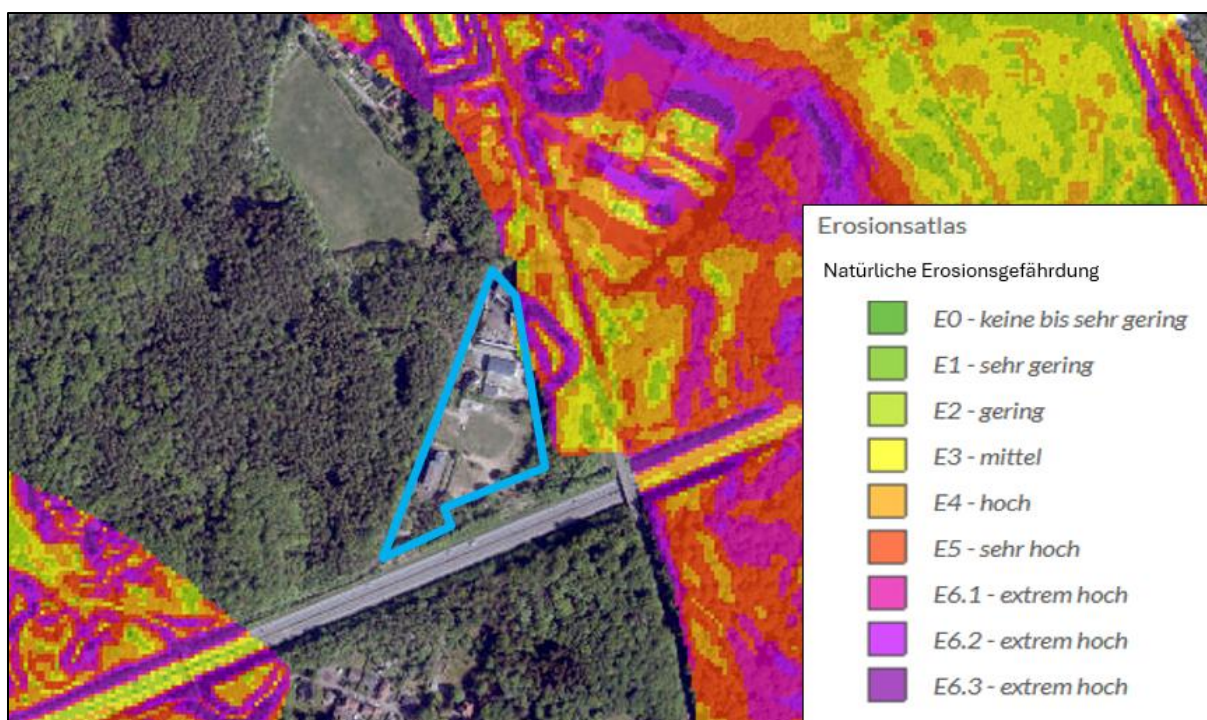 Erosionsatlas
Natürliche Erosionsgefährdung
E0 - keine bis sehr gering
E1 - sehr gering
E2 - gering
E3 - mittel
E4 - hoch
E5 - sehr hoch
E6.1 - extrem hoch
E6.2 - extrem hoch
E6.3 - extrem hoch